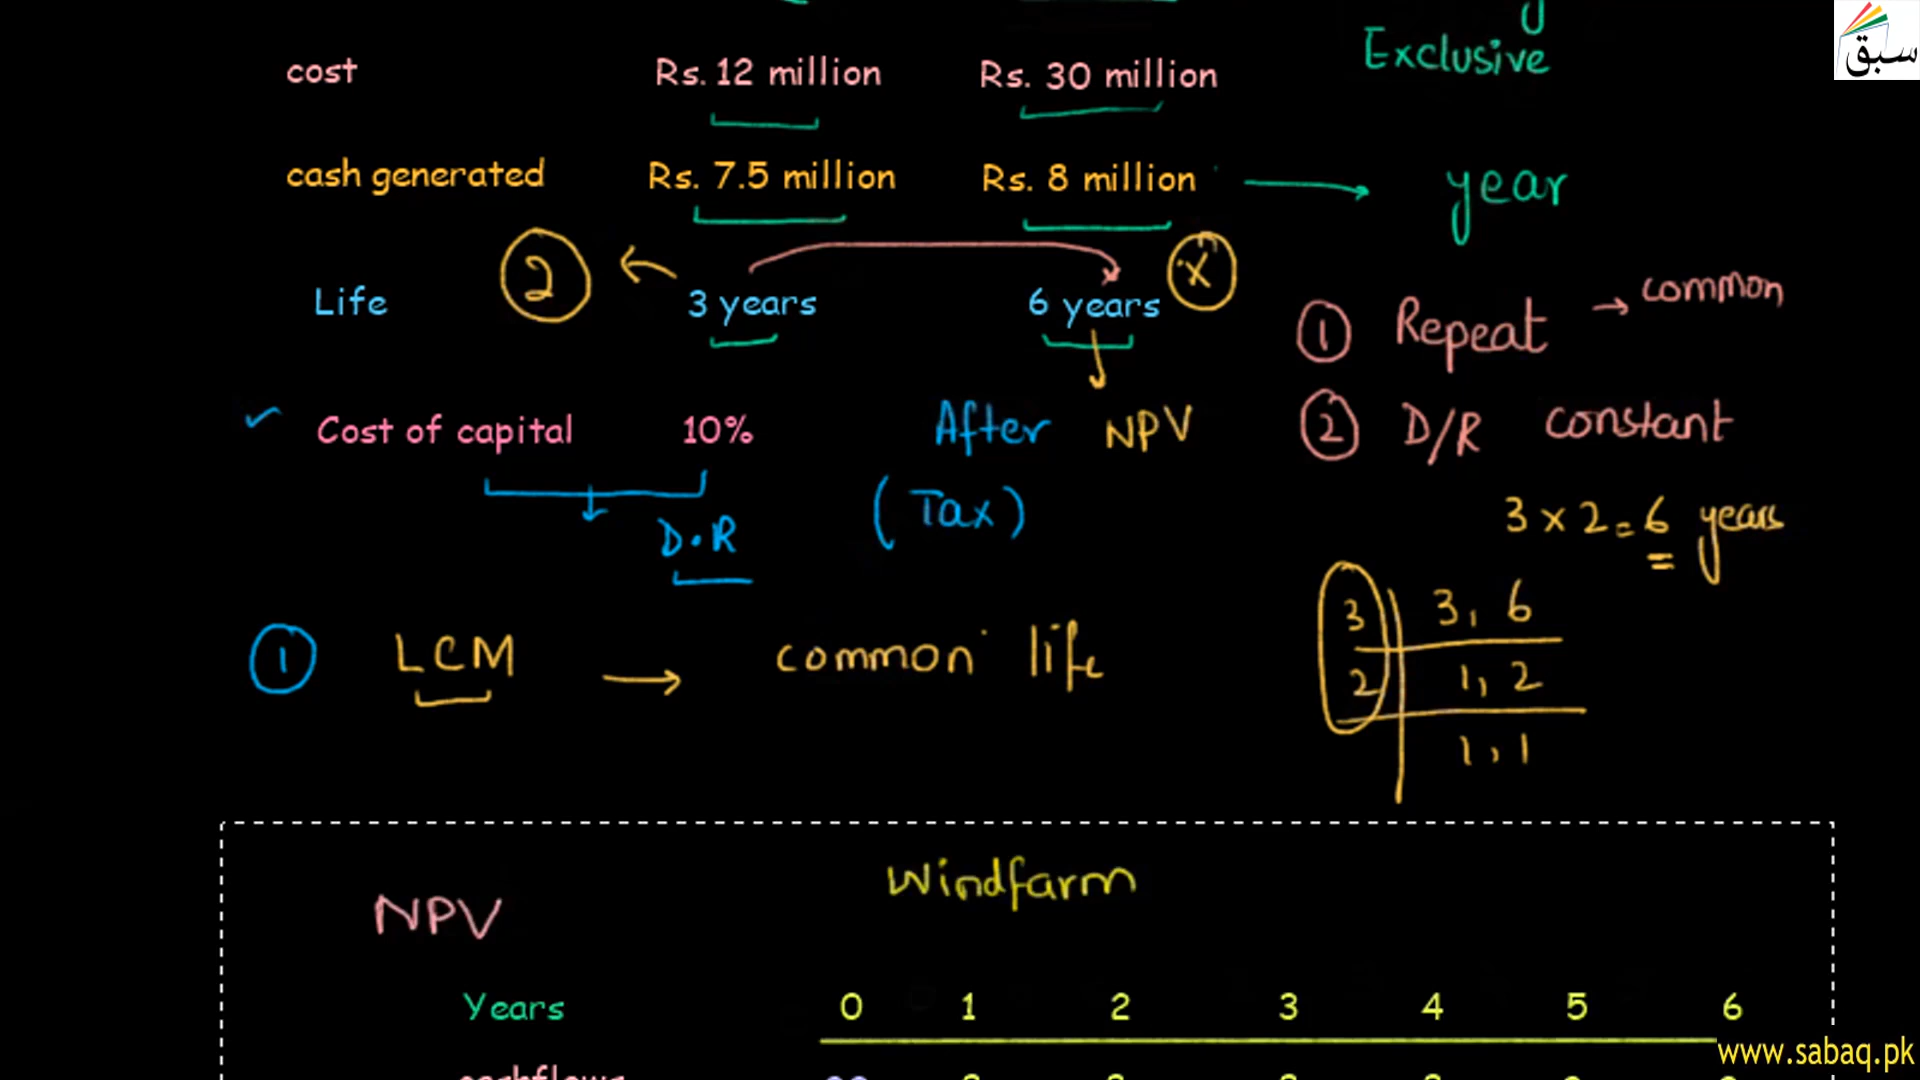 Exclusive
سبق
cost Rs. 12 million Rs. 30 million
cash generated Rs. 7.5 million Rs. 8 million → year
2 ← Life 3 years 6 years X
① Repeat → common
✓ Cost of capital 10% After NPV
② D/R constant
D.R (Tax)
3 x 2 = 6 years
① LCM → common life
3 | 3, 6
2 | 1, 2
1, 1
Windfarm
NPV
Years 0 1 2 3 4 5 6
www.sabaq.pk